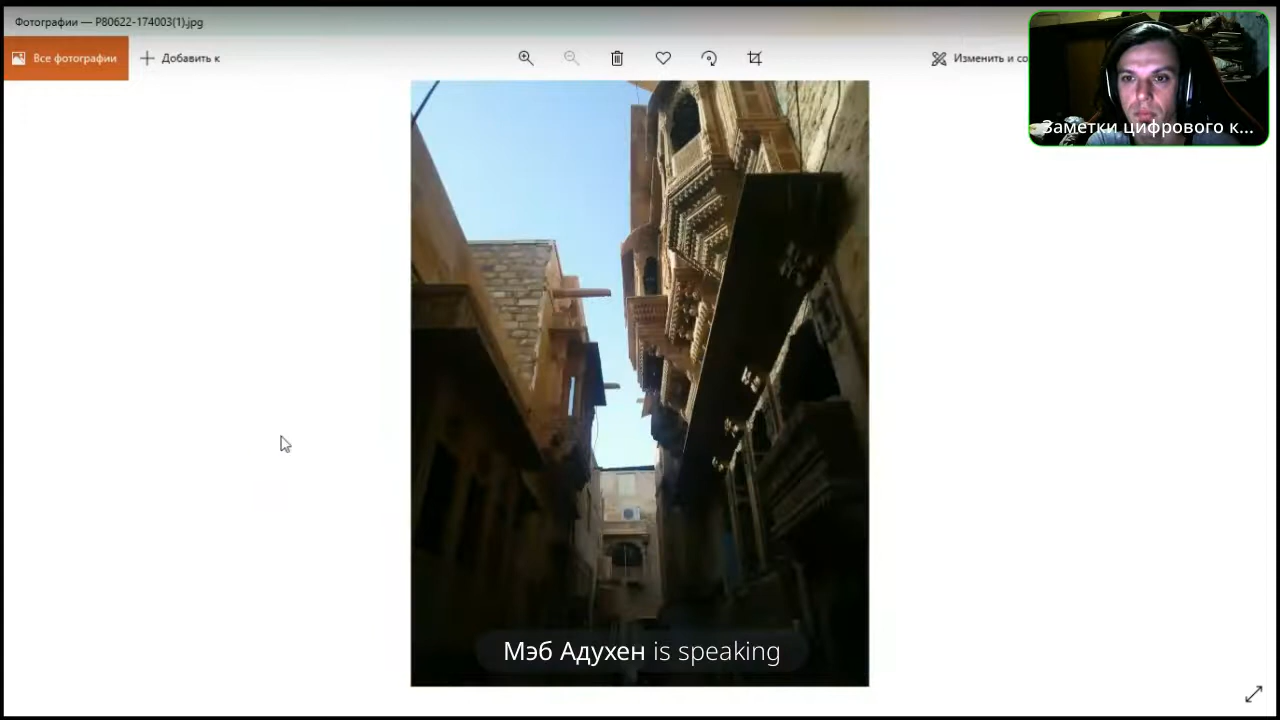 Фотографии — P80622-174003(1).jpg
Все фотографии
Добавить к
Изменить и со
Заметки цифрового к...
Мэб Адухен is speaking